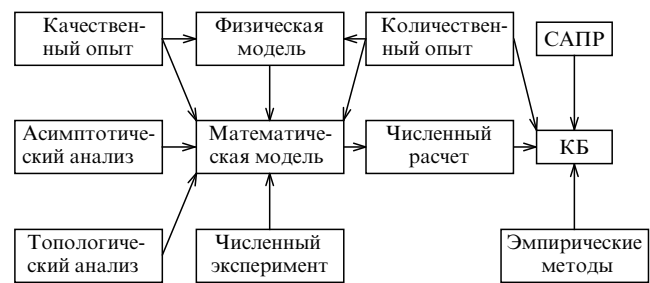 Качествен-
ный опыт
Физическая
модель
Количествен-
ный опыт
САПР
Асимптотиче-
ский анализ
Математиче-
ская модель
Численный
расчет
КБ
Топологиче-
ский анализ
Численный
эксперимент
Эмпирические
методы